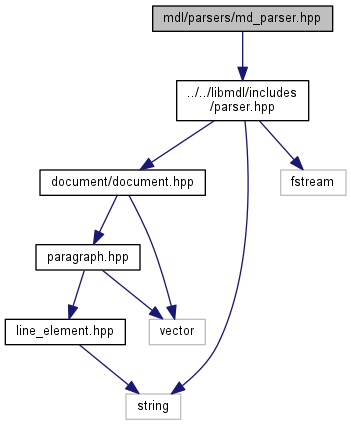 mdl/parsers/md_parser.hpp
../../libmdl/includes
/parser.hpp
document/document.hpp
fstream
paragraph.hpp
line_element.hpp
vector
string